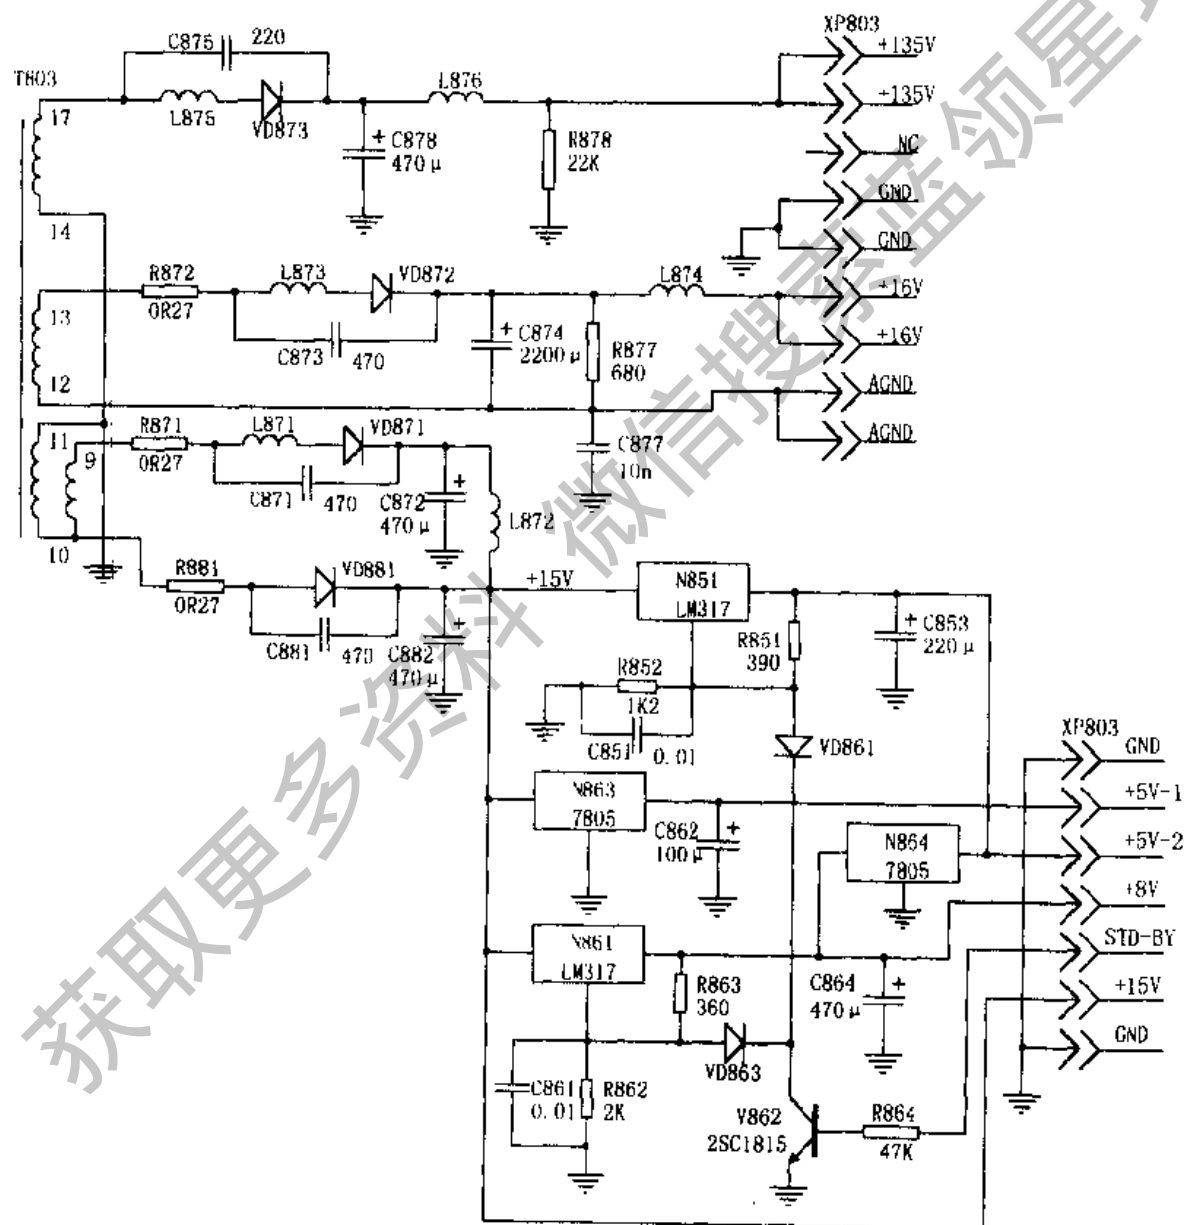 XP803
C875 220
+135V
T803
L876
+135V
17
L875
VD873
C878
470μ
R878
22K
NC
GND
14
GND
R872
L873
VD872
L874
+16V
13
0R27
C874
2200μ
R877
680
+16V
C873 470
12
AGND
R871
L871
VD871
AGND
11
9
0R27
C877
10n
C871 470
C872
470μ
L872
10
R881
VD881
+15V
N851
LM317
0R27
R851
390
C853
220μ
C881 470
C882
470μ
R852
1K2
C851 0.01
VD861
XP803
GND
N863
7805
+5V-1
C862
100μ
N864
7805
+5V-2
+8V
N861
LM317
STD-BY
R863
360
C864
470μ
+15V
GND
VD863
C861
0.01
R862
2K
V862
2SC1815
R864
47K
获取更多资料 微信搜索蓝领星